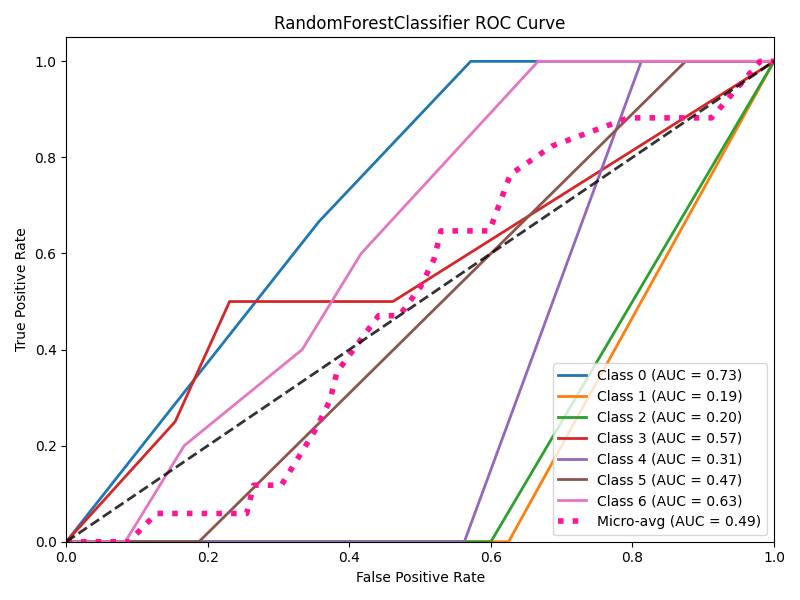 RandomForestClassifier ROC Curve
True Positive Rate
1.0
0.8
0.6
0.4
0.2
0.0
0.0 0.2 0.4 0.6 0.8 1.0
False Positive Rate
Class 0 (AUC = 0.73)
Class 1 (AUC = 0.19)
Class 2 (AUC = 0.20)
Class 3 (AUC = 0.57)
Class 4 (AUC = 0.31)
Class 5 (AUC = 0.47)
Class 6 (AUC = 0.63)
Micro-avg (AUC = 0.49)